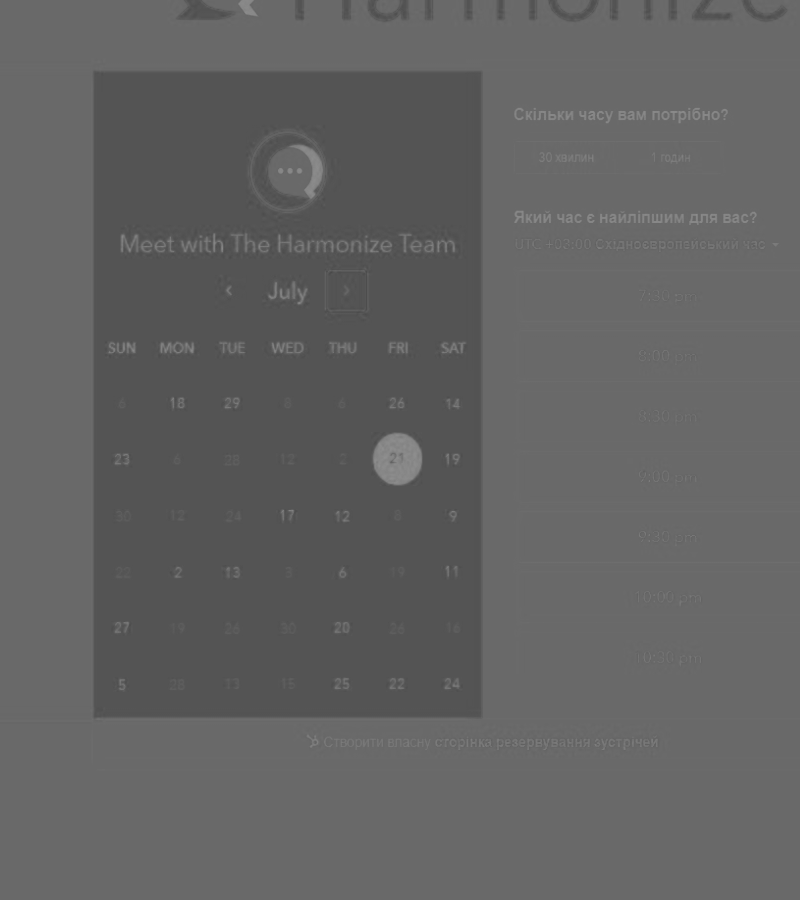 Harmonize
Meet with The Harmonize Team
July
SUN MON TUE WED THU FRI SAT
6 18 29 8 6 26 14
23 6 28 12 2 21 19
30 12 24 17 12 8 9
22 2 13 3 6 19 11
27 19 26 30 20 26 18
5 28 13 15 25 22 24
Скільки часу вам потрібно?
30 хвилин 1 годин
Який час є найліпшим для вас?
UTC +03:00 Східноєвропейський час
7:30 pm
8:00 pm
8:30 pm
9:00 pm
9:30 pm
10:00 pm
10:30 pm
Створити власну сторінка резервування зустрічей